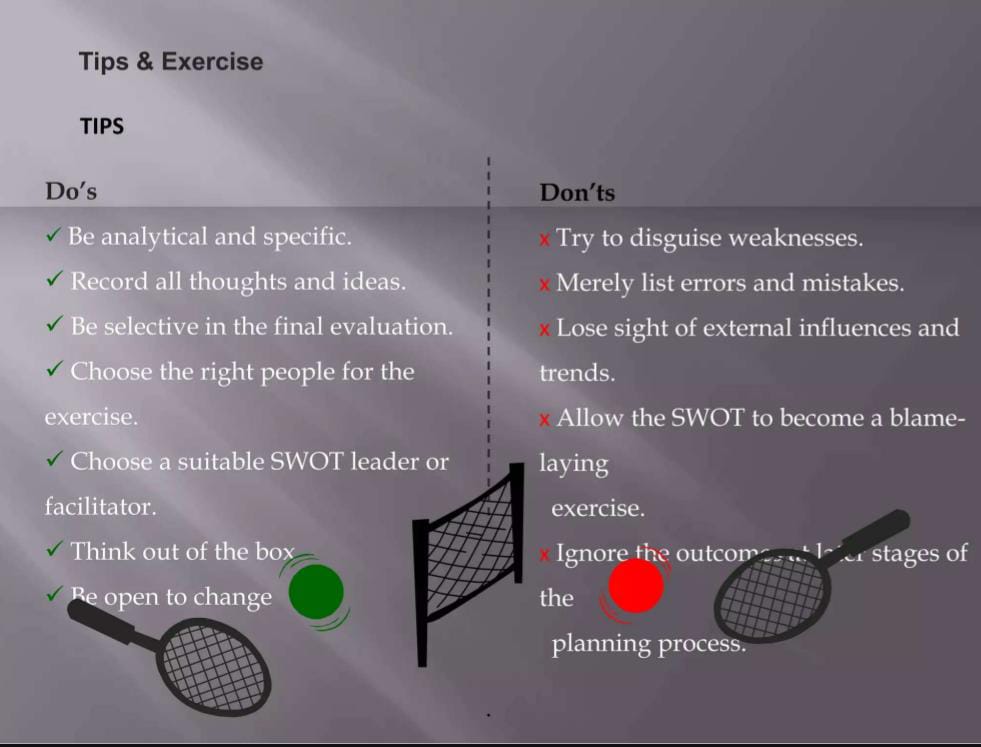 Tips & Exercise
TIPS
Do's
✓ Be analytical and specific.
✓ Record all thoughts and ideas.
✓ Be selective in the final evaluation.
✓ Choose the right people for the
exercise.
✓ Choose a suitable SWOT leader or
facilitator.
✓ Think out of the box
✓ Be open to change
Don'ts
x Try to disguise weaknesses.
x Merely list errors and mistakes.
x Lose sight of external influences and
trends.
x Allow the SWOT to become a blame-
laying
exercise.
x Ignore the outcomes at later stages of
the
planning process.
.